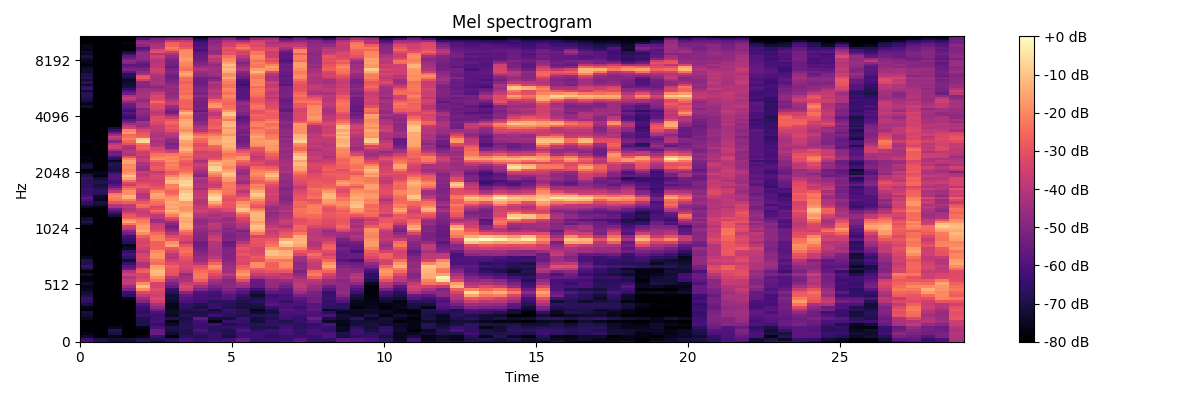 Mel spectrogram
Hz
8192
4096
2048
1024
512
0
0 5 10 15 20 25
Time
+0 dB
-10 dB
-20 dB
-30 dB
-40 dB
-50 dB
-60 dB
-70 dB
-80 dB